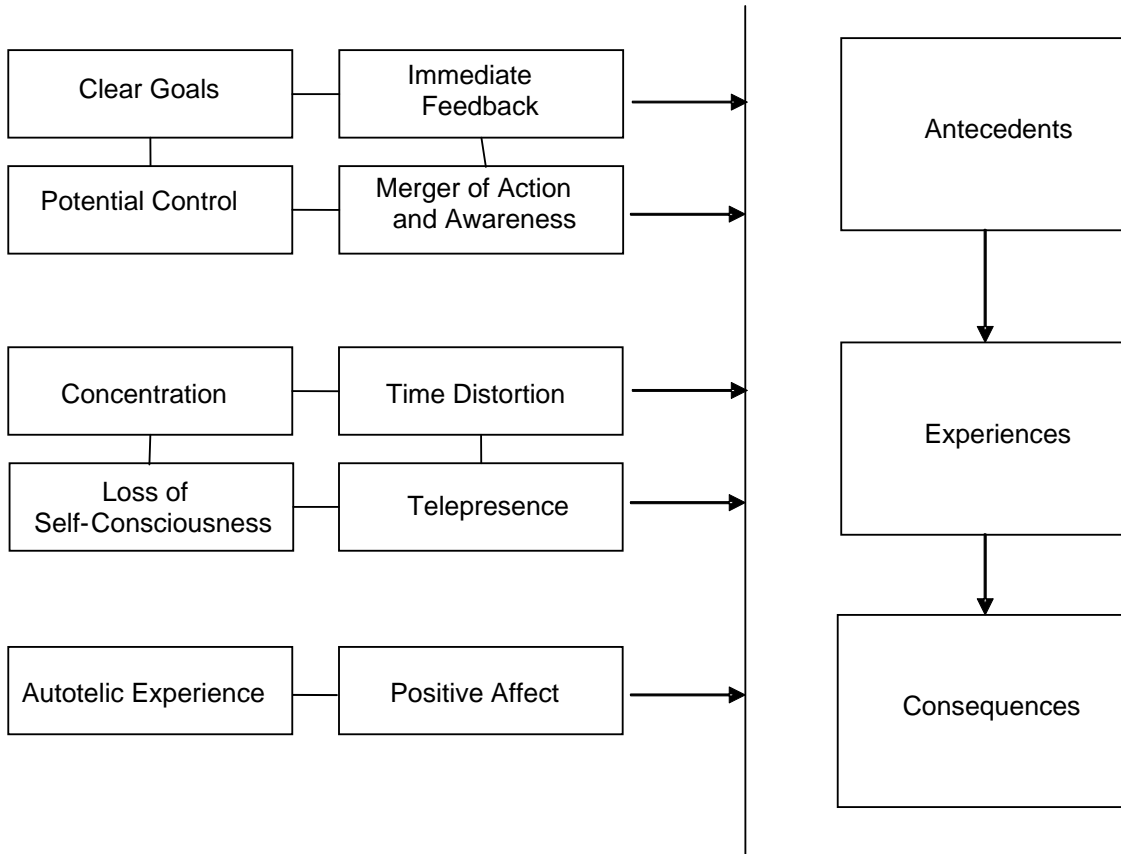 Clear Goals
Immediate
Feedback
Antecedents
Potential Control
Merger of Action
and Awareness
Concentration
Time Distortion
Experiences
Loss of
Self-Consciousness
Telepresence
Autotelic Experience
Positive Affect
Consequences